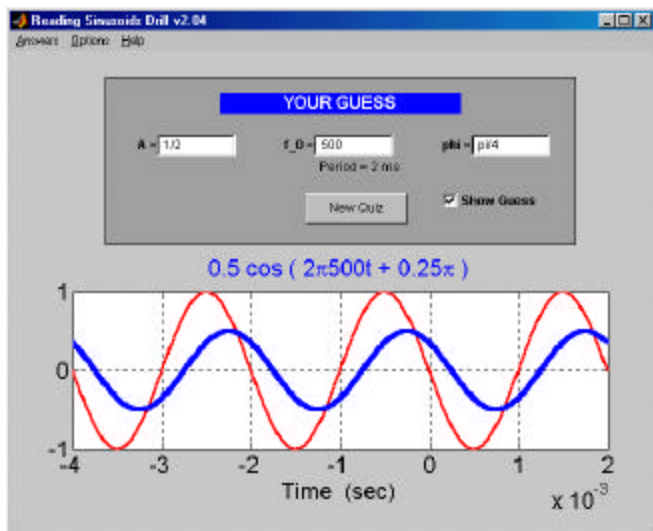 Reading Sinusoids Drill v2.04
Answers Options Help
YOUR GUESS
A = 1/2 f_0 = 500 phi = pi/4
Period = 2 ms
New Quiz Show Guess
0.5 cos ( 2π500t + 0.25π )
1
0
-1
-4 -3 -2 -1 0 1 2
Time (sec)
x 10⁻³